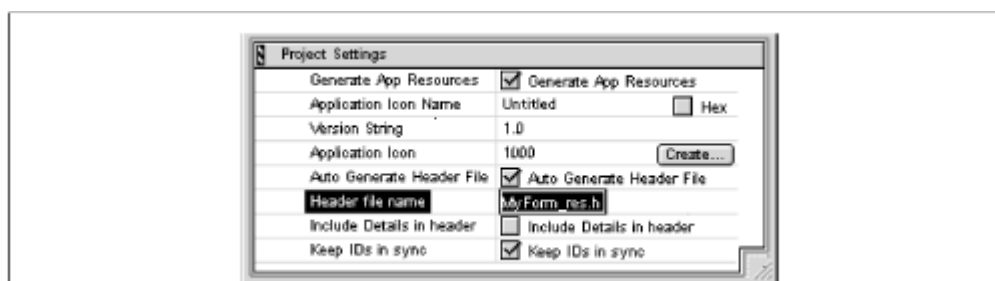 Project Settings
Generate App Resources Generate App Resources
Application Icon Name Untitled Hex
Version String 1.0
Application Icon 1000 Create...
Auto Generate Header File Auto Generate Header File
Header file name MyForm_res.h
Include Details in header Include Details in header
Keep IDs in sync Keep IDs in sync